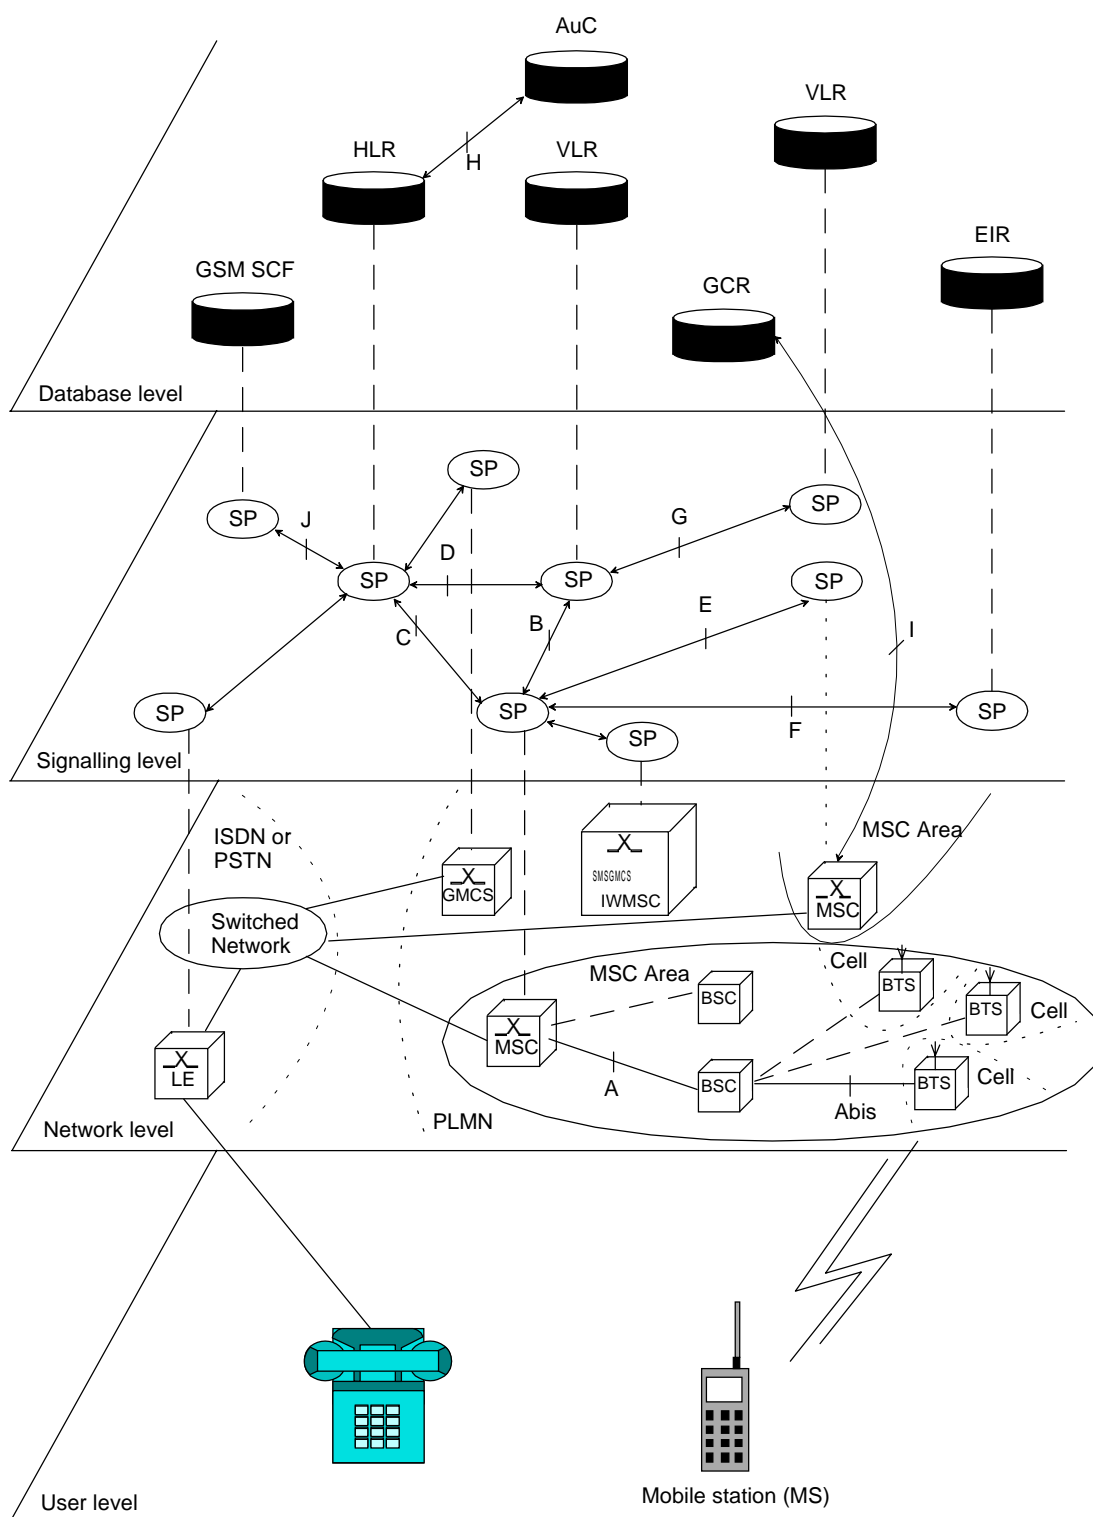 AuC
VLR
HLR
VLR
H
EIR
GSM SCF
GCR
Database level
SP
SP
SP
J
G
D
SP
SP
SP
E
B
C
I
SP
SP
SP
SP
F
Signalling level
ISDN or
PSTN
MSC Area
SMSGMCS
GMCS
IWMSC
MSC
Switched
Network
Cell
MSC Area
BSC
BTS
BTS
Cell
MSC
LE
A
BSC
BTS
Cell
Abis
PLMN
Network level
Mobile station (MS)
User level